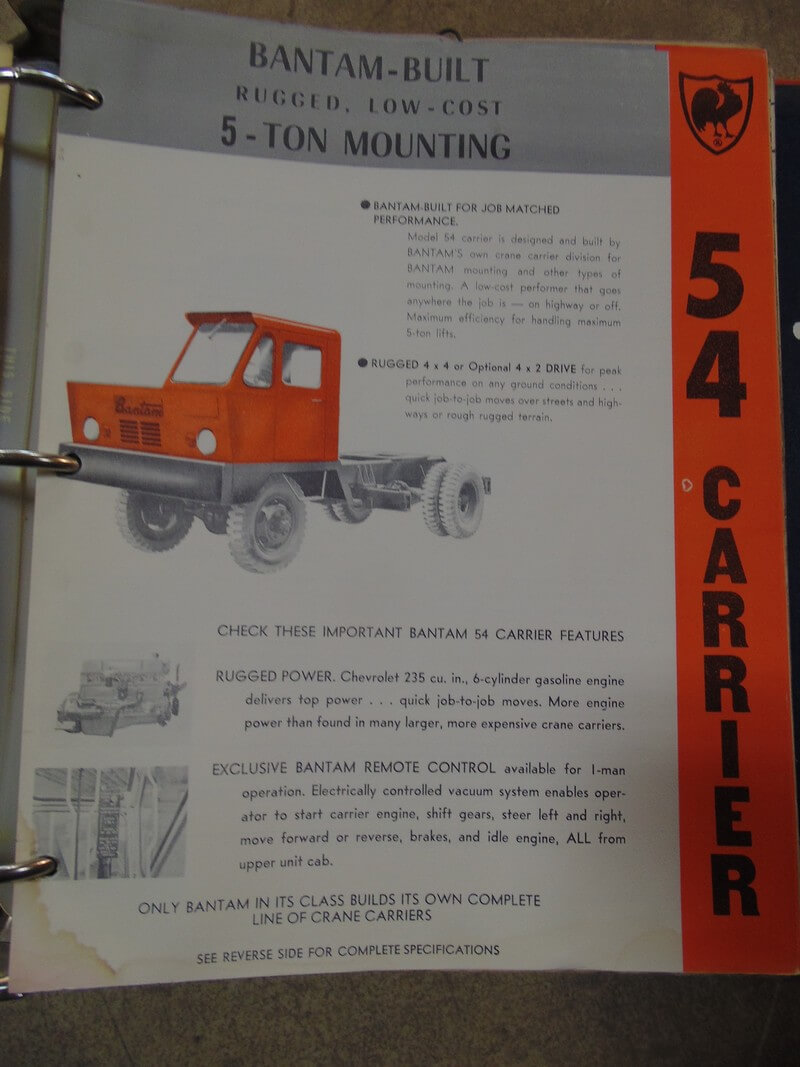 BANTAM-BUILT
RUGGED, LOW-COST
5-TON MOUNTING
BANTAM-BUILT FOR JOB MATCHED
PERFORMANCE.
Model 54 carrier is designed and built by
BANTAM'S own crane carrier division for
BANTAM mounting and other types of
mounting. A low-cost performer that goes
anywhere the job is — on highway or off.
Maximum efficiency for handling maximum
5-ton lifts.
RUGGED 4 x 4 or Optional 4 x 2 DRIVE for peak
performance on any ground conditions . . .
quick job-to-job moves over streets and high-
ways or rough rugged terrain.
Bantam
CHECK THESE IMPORTANT BANTAM 54 CARRIER FEATURES
RUGGED POWER. Chevrolet 235 cu. in., 6-cylinder gasoline engine
delivers top power . . . quick job-to-job moves. More engine
power than found in many larger, more expensive crane carriers.
EXCLUSIVE BANTAM REMOTE CONTROL available for 1-man
operation. Electrically controlled vacuum system enables oper-
ator to start carrier engine, shift gears, steer left and right,
move forward or reverse, brakes, and idle engine, ALL from
upper unit cab.
ONLY BANTAM IN ITS CLASS BUILDS ITS OWN COMPLETE
LINE OF CRANE CARRIERS
SEE REVERSE SIDE FOR COMPLETE SPECIFICATIONS
®
54 CARRIER
THIS SIDE